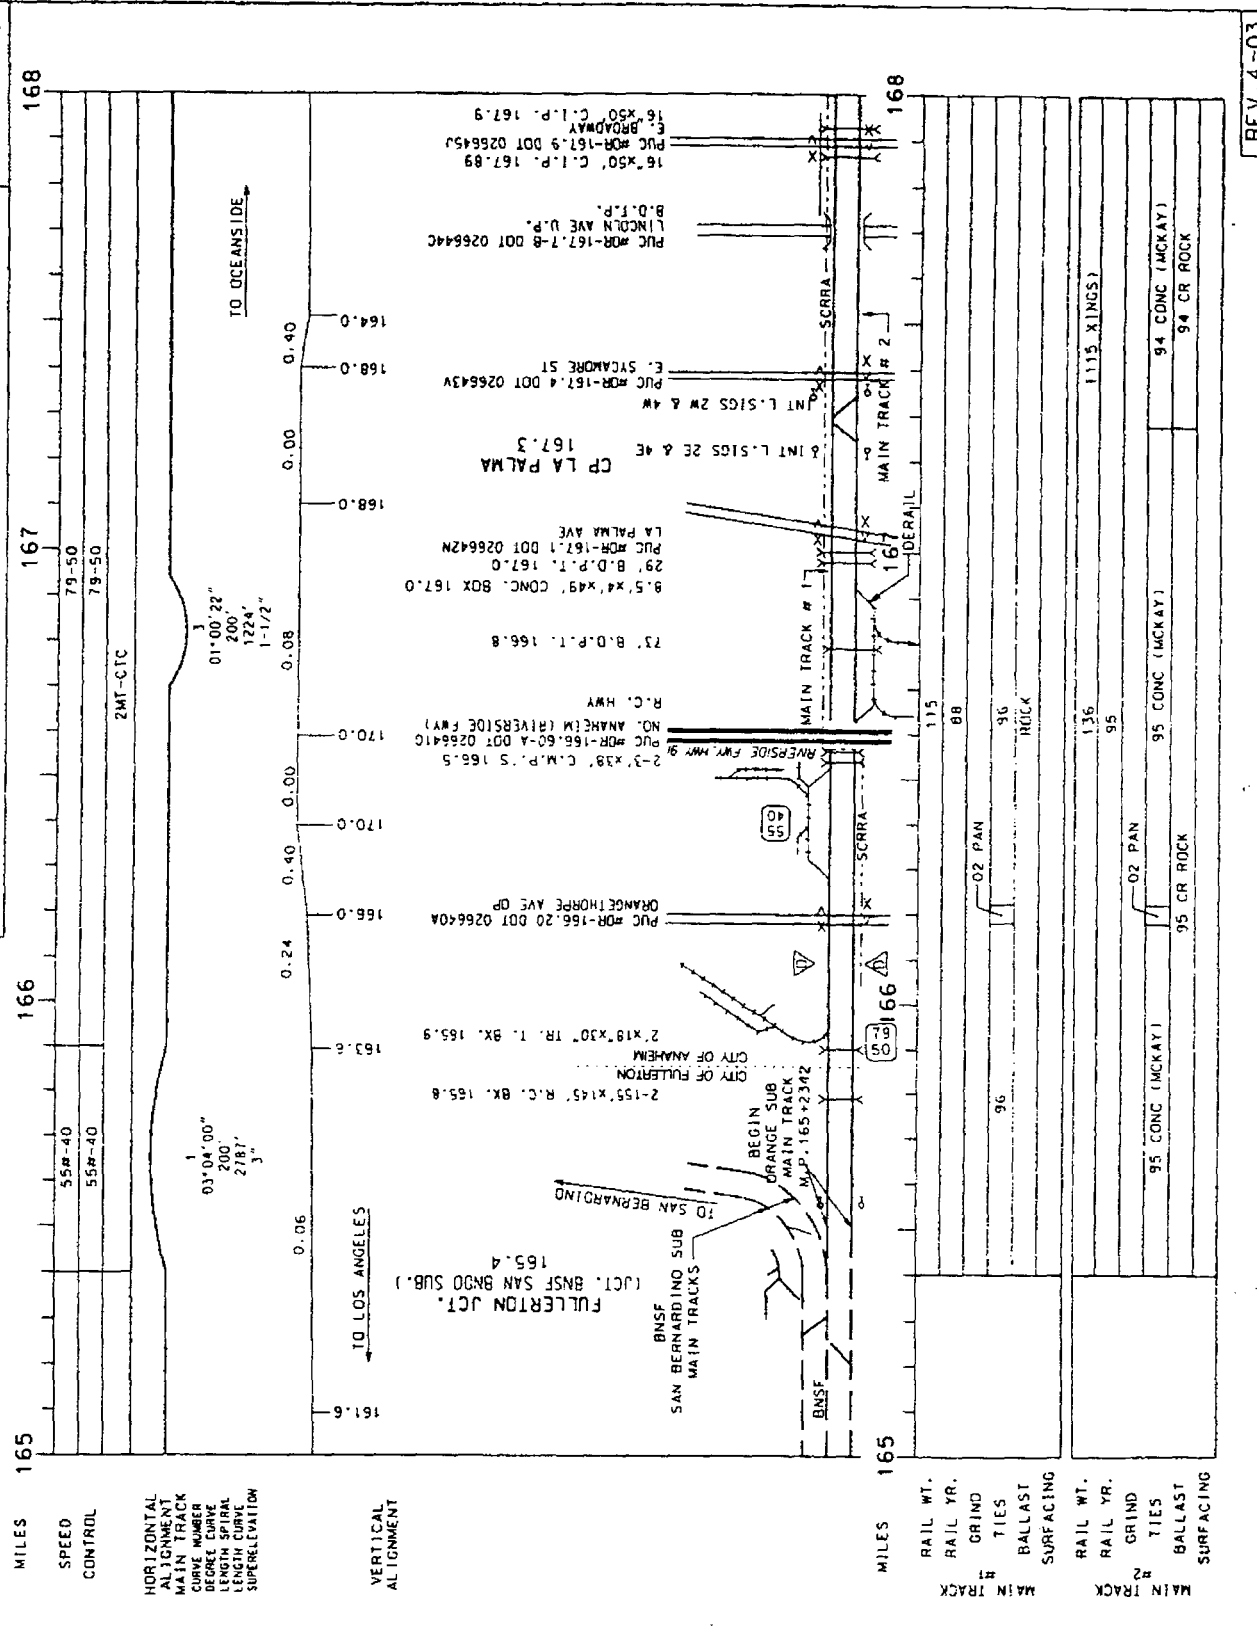 REV 4-03
MILES
165
166
167
168
SPEED
55#-40
79-50
55#-40
79-50
CONTROL
2MT-CTC
HORIZONTAL
ALIGNMENT
MAIN TRACK
CURVE NUMBER
DEGREE CURVE
LENGTH SPIRAL
LENGTH CURVE
SUPERELEVATION
1
03°04'00"
200'
2787'
3"
3
01°00'22"
200'
1224'
1-1/2"
VERTICAL
ALIGNMENT
0.06
0.24
0.40
0.00
0.08
0.00
0.40
161.6
163.6
166.0
170.0
170.0
168.0
168.0
164.0
TO LOS ANGELES
TO OCEANSIDE
FULLERTON JCT.
(JCT. BNSF SAN BNDO SUB.)
165.4
TO SAN BERNARDINO
BNSF
SAN BERNARDINO SUB
MAIN TRACKS
BNSF
BEGIN
ORANGE SUB
MAIN TRACK
M.P. 165+2342
2-155'x145' R.C. BX. 165.8
CITY OF FULLERTON
CITY OF ANAHEIM
2'x18"x30" TR. T. BX. 165.9
PUC #OR-166.20 DOT 026640A
ORANGETHORPE AVE OP
SCRRA
55
40
D
D
2-3'x38' C.M.P.'S 166.5
RIVERSIDE FWY HWY 91
PUC #OR-166.60-A DOT 026641G
NO. ANAHEIM (RIVERSIDE FWY)
R.C. HWY
MAIN TRACK # 1
73' B.D.P.T. 166.8
8.5'x4'x49' CONC. BOX 167.0
29' B.D.P.T. 167.0
PUC #OR-167.1 DOT 026642N
LA PALMA AVE
DERAIL
CP LA PALMA
167.3
INT L.SIGS 2E & 4E
INT L.SIGS 2W & 4W
MAIN TRACK # 2
PUC #OR-167.4 DOT 026643V
E. SYCAMORE ST
SCRRA
PUC #OR-167.7-B DOT 026644C
LINCOLN AVE U.P.
B.D.F.P.
16"x50' C.I.P. 167.89
PUC #OR-167.9 DOT 026645J
E. BROADWAY
16"x50' C.I.P. 167.9
MILES
165
166
167
168
MAIN TRACK
#1
RAIL WT.
115
RAIL YR.
88
GRIND
02 PAN
TIES
96
96
BALLAST
ROCK
SURFACING
MAIN TRACK
#2
RAIL WT.
136
115 XINGS)
RAIL YR.
95
GRIND
02 PAN
TIES
95 CONC (MCKAY)
95 CONC (MCKAY)
94 CONC (MCKAY)
BALLAST
95 CR ROCK
94 CR ROCK
SURFACING